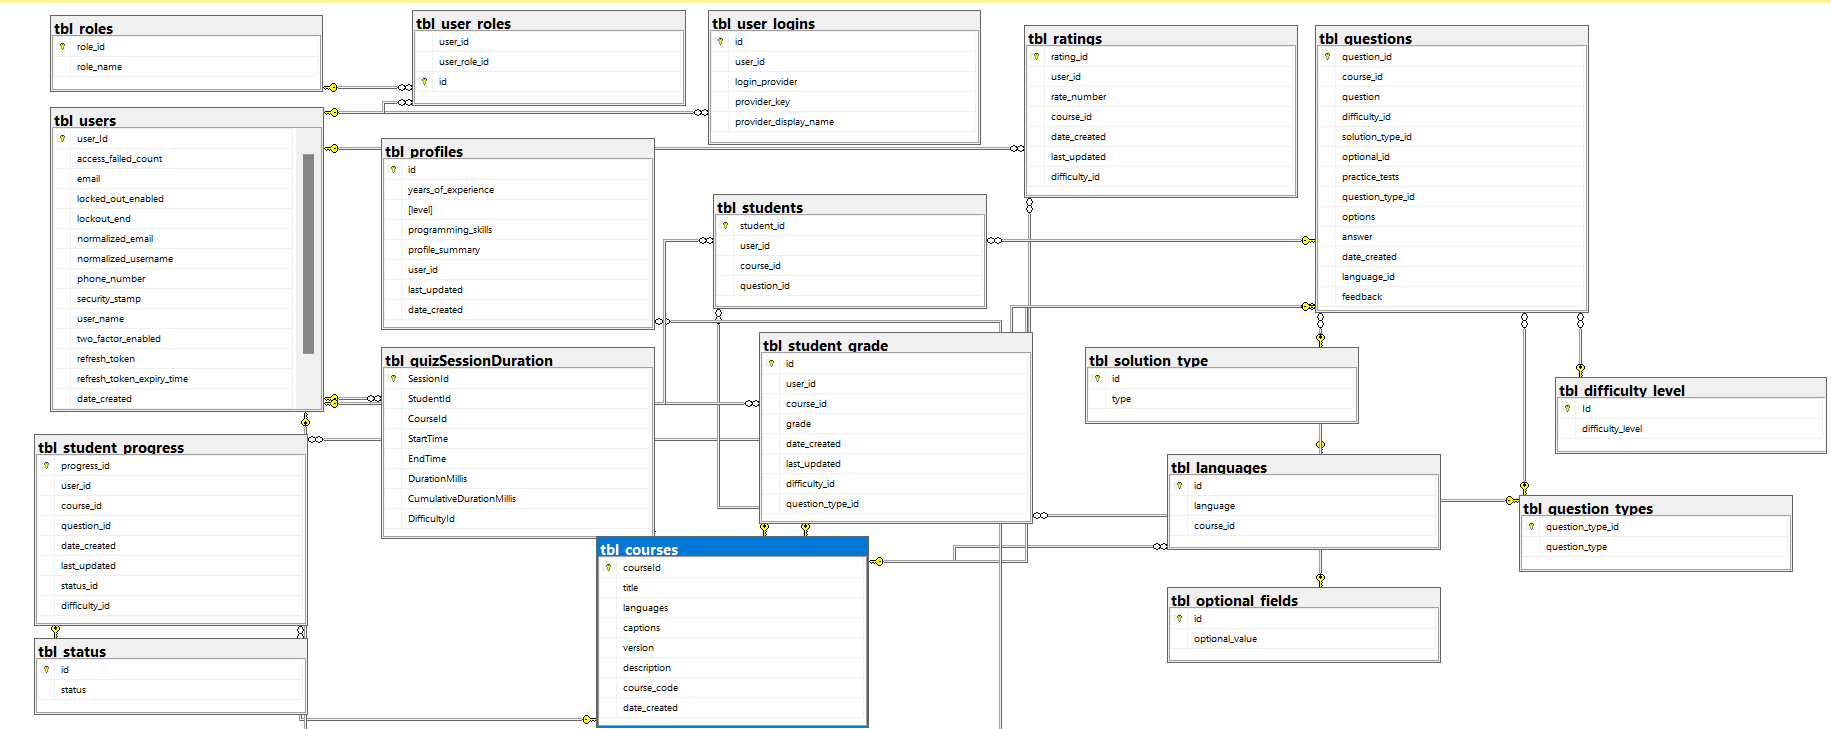 tbl_roles
role_id
role_name
tbl_user_roles
user_id
user_role_id
id
tbl_user_logins
id
user_id
login_provider
provider_key
provider_display_name
tbl_ratings
rating_id
user_id
rate_number
course_id
date_created
last_updated
difficulty_id
tbl_questions
question_id
course_id
question
difficulty_id
solution_type_id
optional_id
practice_tests
question_type_id
options
answer
date_created
language_id
feedback
tbl_users
user_Id
access_failed_count
email
locked_out_enabled
lockout_end
normalized_email
normalized_username
phone_number
security_stamp
user_name
two_factor_enabled
refresh_token
refresh_token_expiry_time
date_created
tbl_profiles
id
years_of_experience
[level]
programming_skills
profile_summary
user_id
last_updated
date_created
tbl_students
student_id
user_id
course_id
question_id
tbl_quizSessionDuration
SessionId
StudentId
CourseId
StartTime
EndTime
DurationMillis
CumulativeDurationMillis
DifficultyId
tbl_student_grade
id
user_id
course_id
grade
date_created
last_updated
difficulty_id
question_type_id
tbl_solution_type
id
type
tbl_difficulty_level
Id
difficulty_level
tbl_student_progress
progress_id
user_id
course_id
question_id
date_created
last_updated
status_id
difficulty_id
tbl_languages
id
language
course_id
tbl_question_types
question_type_id
question_type
tbl_courses
courseId
title
languages
captions
version
description
course_code
date_created
tbl_optional_fields
id
optional_value
tbl_status
id
status